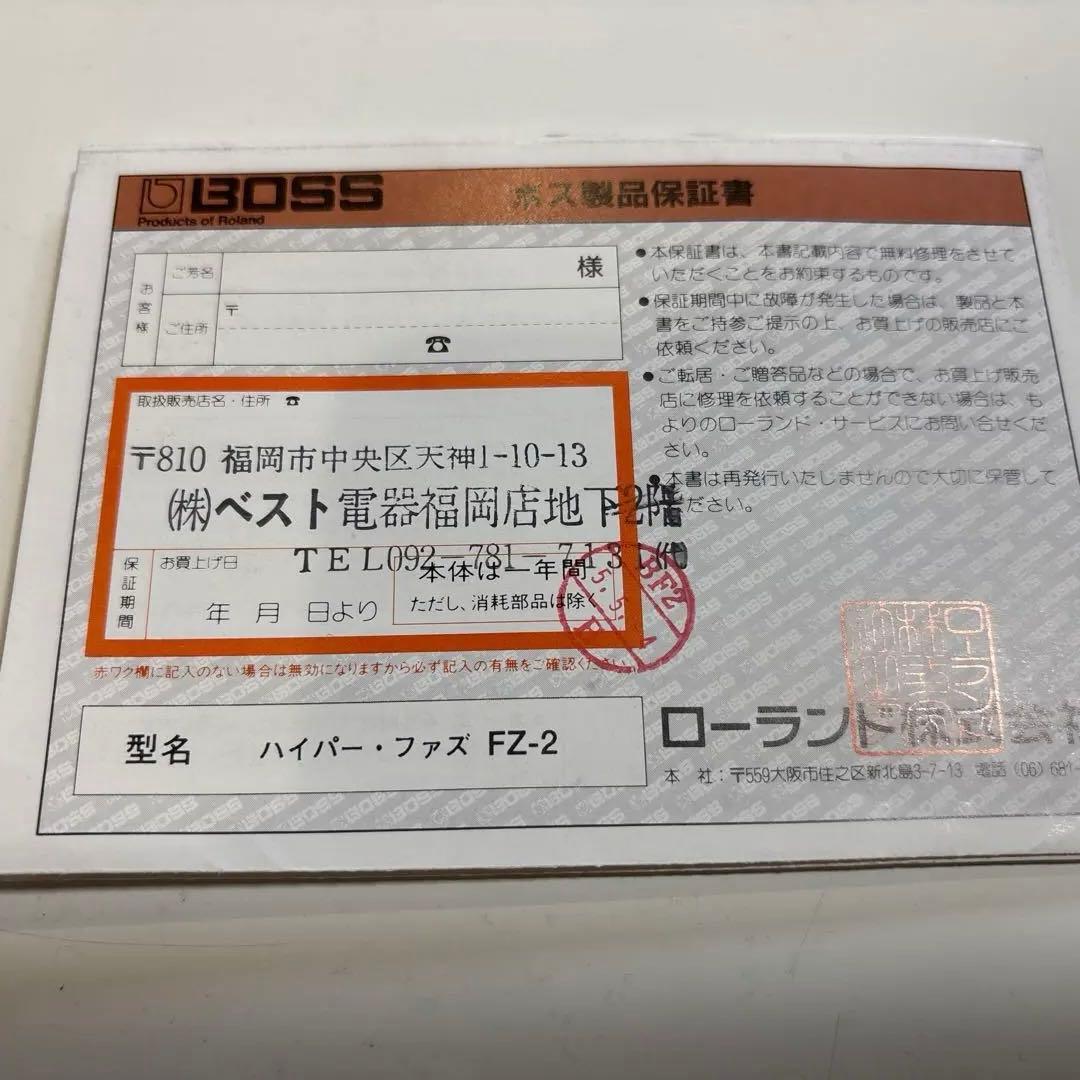 BOSS
Products of Roland
ボス製品保証書
お客様
ご芳名
様
ご住所
〒
☎
取扱販売店名・住所 ☎
〒810 福岡市中央区天神1-10-13
(株)ベスト電器福岡店地下2階
TEL092-781-7131(代)
保証期間
お買上げ日
年 月 日より
本体は一年間
ただし、消耗部品は除く
BF2
5.5.
赤ワク欄に記入のない場合は無効になりますから必ず記入の有無をご確認ください。
型名 ハイパー・ファズ FZ-2
●本保証書は、本書記載内容で無料修理をさせて
いただくことをお約束するものです。
●保証期間中に故障が発生した場合は、製品と本
書をご持参ご提示の上、お買上げの販売店にご
依頼ください。
●ご転居・ご贈答品などの場合で、お買上げ販売
店に修理を依頼することができない場合は、も
よりのローランド・サービスにお問い合せくだ
さい。
●本書は再発行いたしませんので大切に保管して
ください。
ローランド株式会社
本 社：〒559大阪市住之区新北島3-7-13 電話(06)681-